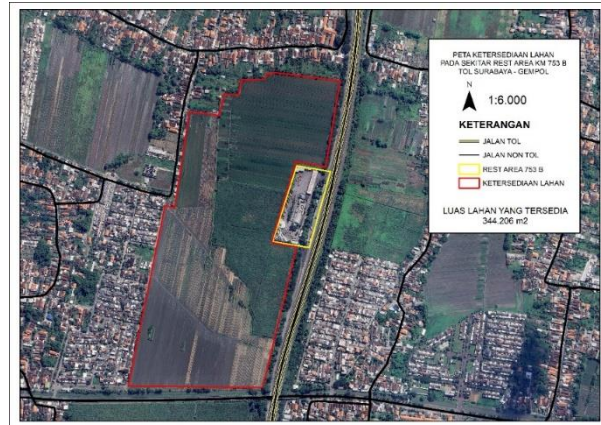 PETA KETERSEDIAAN LAHAN
PADA SEKITAR REST AREA KM 753 B
TOL SURABAYA - GEMPOL
N
1:6.000
KETERANGAN
JALAN TOL
JALAN NON TOL
REST AREA 753 B
KETERSEDIAAN LAHAN
LUAS LAHAN YANG TERSEDIA
344.206 m2